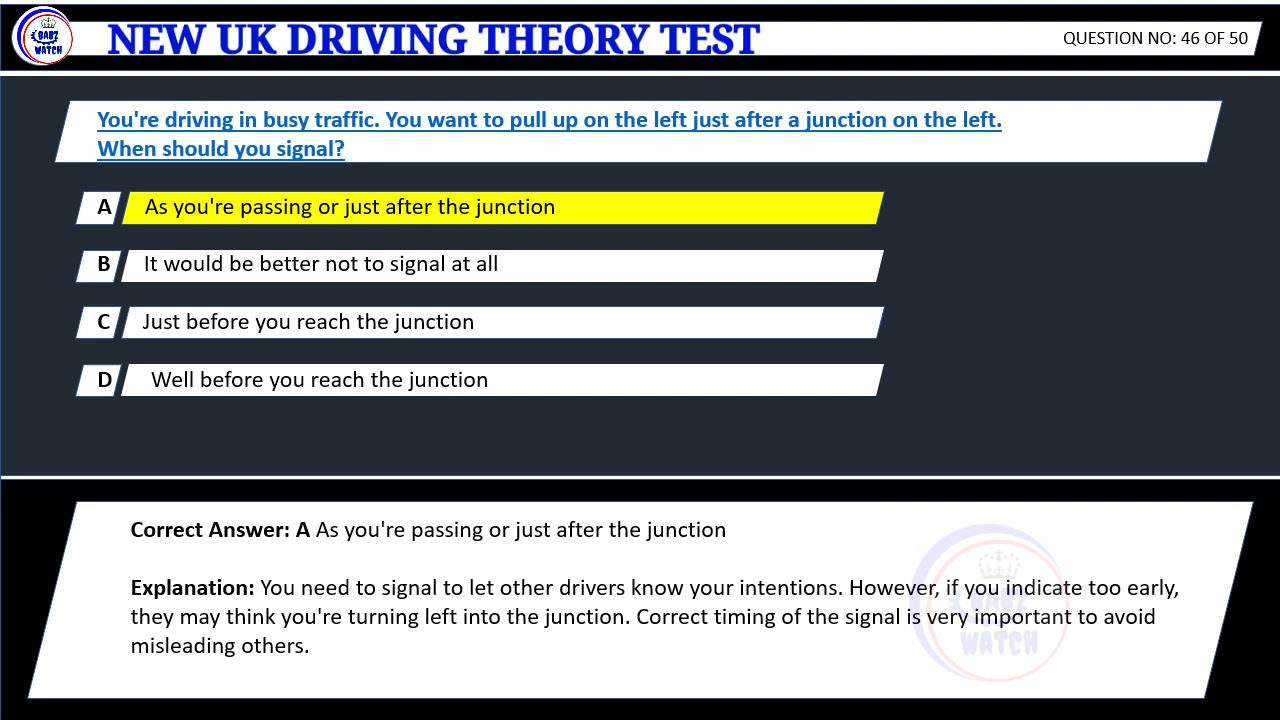 BABZ
WATCH
NEW UK DRIVING THEORY TEST
QUESTION NO: 46 OF 50
You're driving in busy traffic. You want to pull up on the left just after a junction on the left.
When should you signal?
A As you're passing or just after the junction
B It would be better not to signal at all
C Just before you reach the junction
D Well before you reach the junction
Correct Answer: A As you're passing or just after the junction
Explanation: You need to signal to let other drivers know your intentions. However, if you indicate too early,
they may think you're turning left into the junction. Correct timing of the signal is very important to avoid
misleading others.
BABZ
WATCH